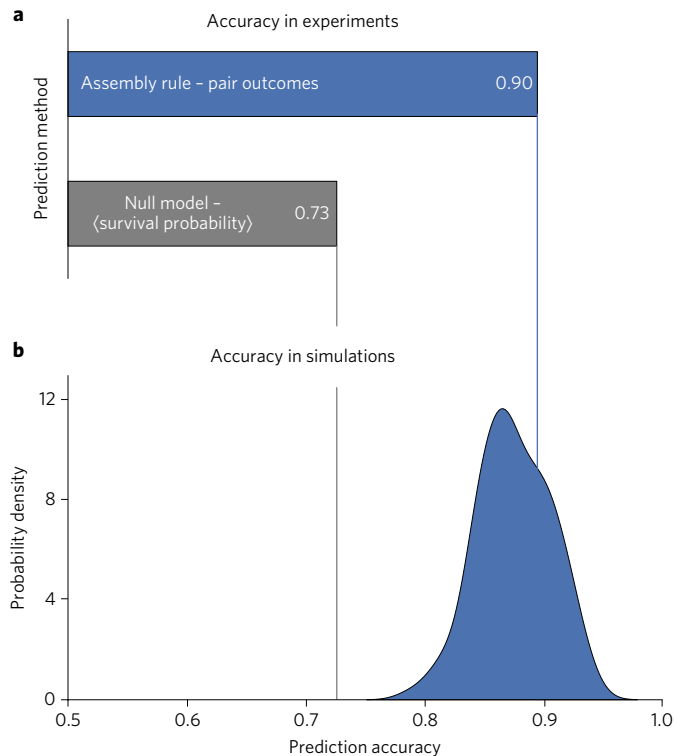 a
Accuracy in experiments
Prediction method
Assembly rule – pair outcomes 0.90
Null model –
⟨survival probability⟩
0.73
b
Accuracy in simulations
Probability density
12
8
4
0
0.5 0.6 0.7 0.8 0.9 1.0
Prediction accuracy